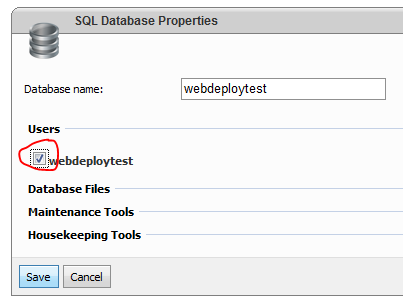 SQL Database Properties
Database name: webdeploytest
Users
webdeploytest
Database Files
Maintenance Tools
Housekeeping Tools
Save Cancel